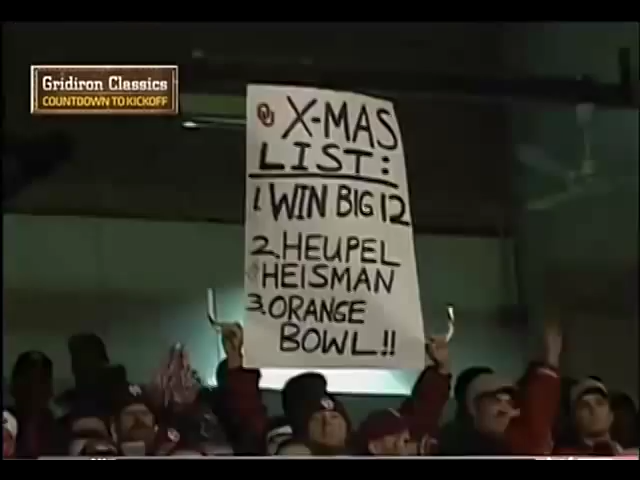 Gridiron Classics
COUNTDOWN TO KICKOFF
OU X-MAS
LIST:
1. WIN BIG 12
2. HEUPEL
HEISMAN
3. ORANGE
BOWL!!